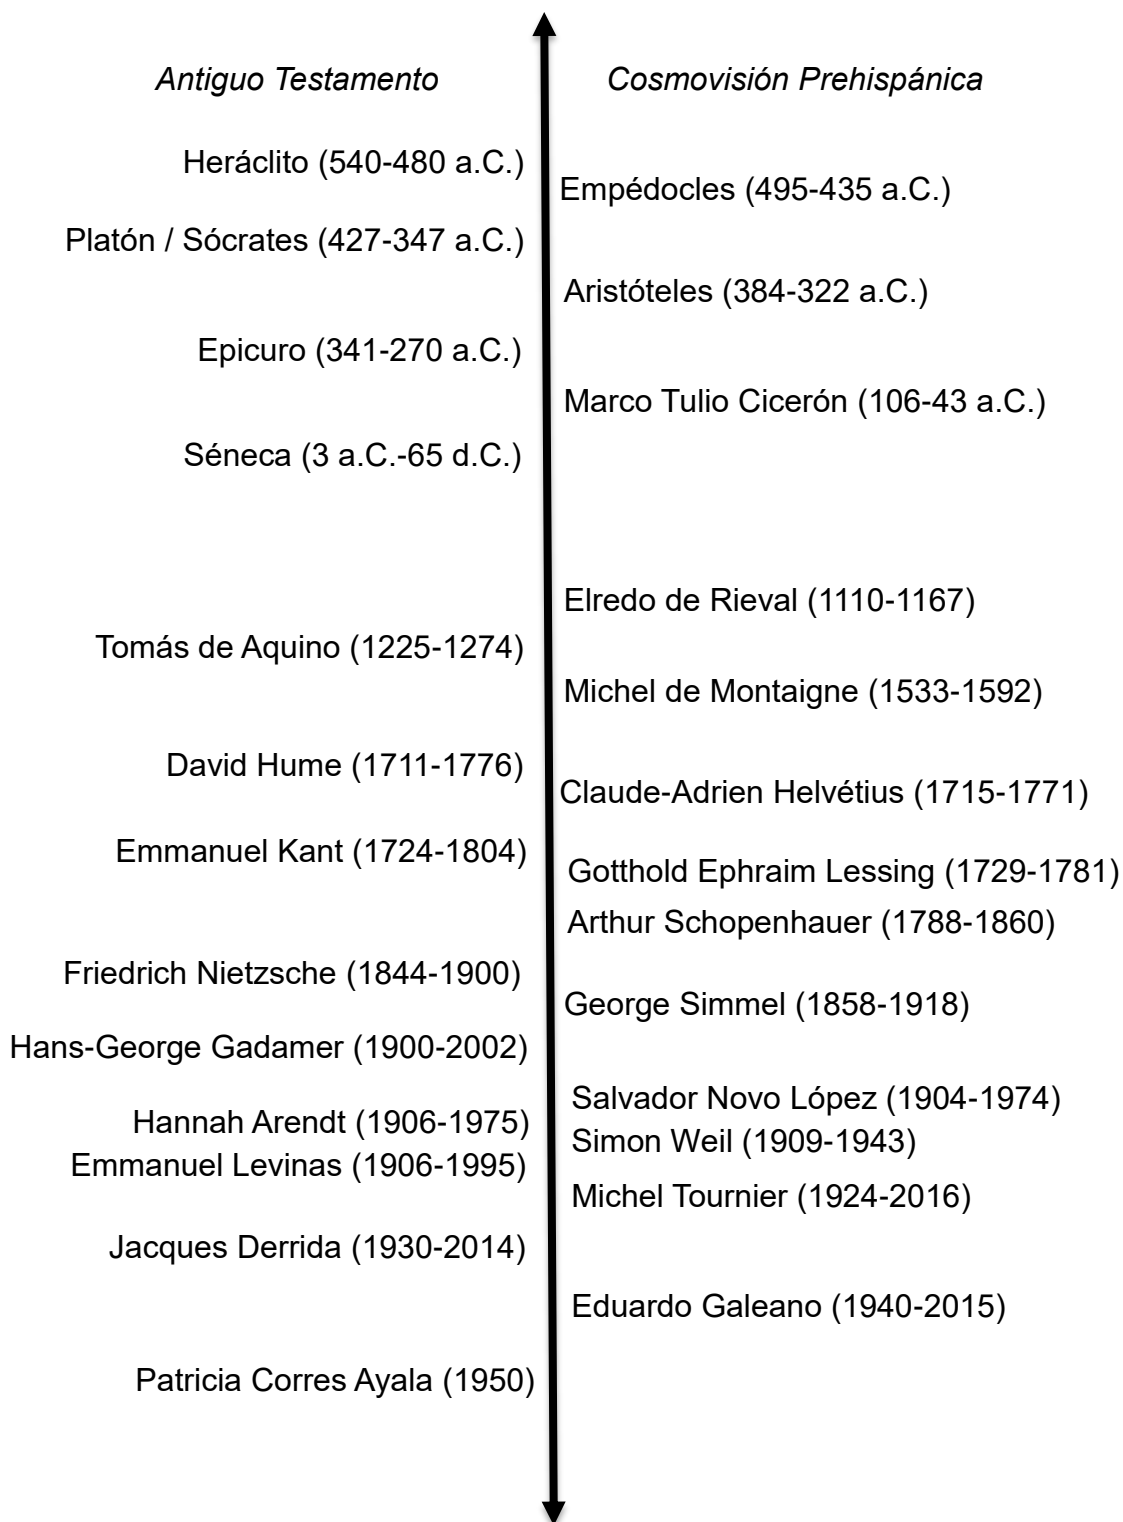 Antiguo Testamento
Cosmovisión Prehispánica
Heráclito (540-480 a.C.)
Empédocles (495-435 a.C.)
Platón / Sócrates (427-347 a.C.)
Aristóteles (384-322 a.C.)
Epicuro (341-270 a.C.)
Marco Tulio Cicerón (106-43 a.C.)
Séneca (3 a.C.-65 d.C.)
Elredo de Rieval (1110-1167)
Tomás de Aquino (1225-1274)
Michel de Montaigne (1533-1592)
David Hume (1711-1776)
Claude-Adrien Helvétius (1715-1771)
Emmanuel Kant (1724-1804)
Gotthold Ephraim Lessing (1729-1781)
Arthur Schopenhauer (1788-1860)
Friedrich Nietzsche (1844-1900)
George Simmel (1858-1918)
Hans-George Gadamer (1900-2002)
Salvador Novo López (1904-1974)
Hannah Arendt (1906-1975)
Simon Weil (1909-1943)
Emmanuel Levinas (1906-1995)
Michel Tournier (1924-2016)
Jacques Derrida (1930-2014)
Eduardo Galeano (1940-2015)
Patricia Corres Ayala (1950)